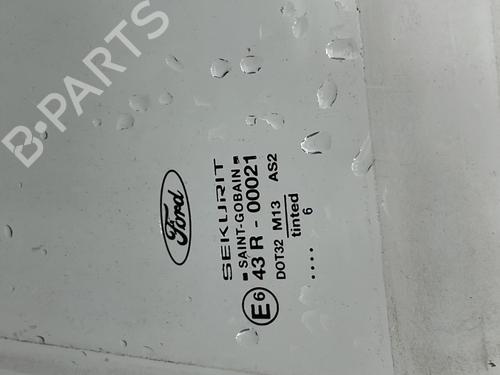 B-PARTS
Ford
SEKURIT
SAINT-GOBAIN
E6 43 R - 00021
DOT32 M13 AS2
tinted
6
....